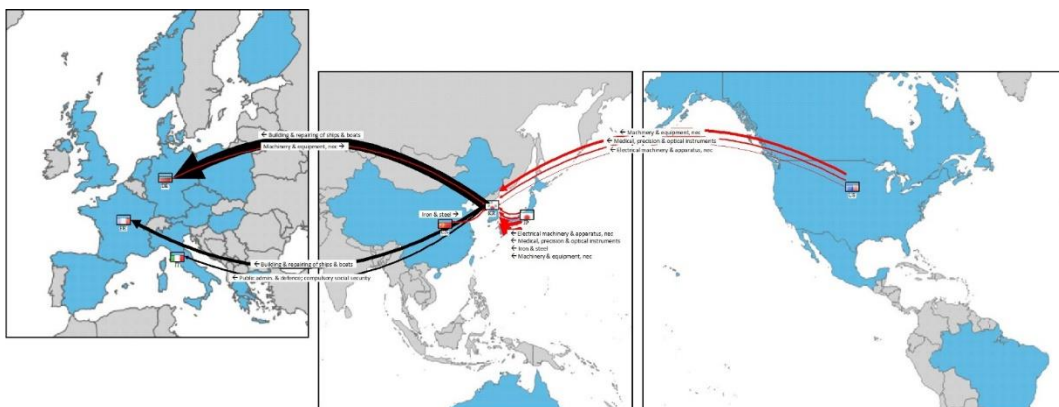 ← Building & repairing of ships & boats
Machinery & equipment, nec →
← Machinery & equipment, nec
← Medical, precision & optical instruments
← Electrical machinery & apparatus, nec
Iron & steel →
← Electrical machinery & apparatus, nec
← Medical, precision & optical instruments
← Iron & steel
← Machinery & equipment, nec
← Building & repairing of ships & boats
← Public admin. & defence; compulsory social security